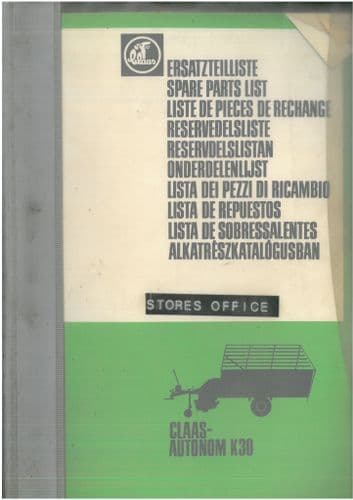 CLAAS
ERSATZTEILLISTE
SPARE PARTS LIST
LISTE DE PIECES DE RECHANGE
RESERVEDELSLISTE
RESERVDELSLISTAN
ONDERDELENLIJST
LISTA DEI PEZZI DI RICAMBIO
LISTA DE REPUESTOS
LISTA DE SOBRESSALENTES
ALKATRÉSZKATALÓGUSBAN
STORES OFFICE
CLAAS-
AUTONOM K30